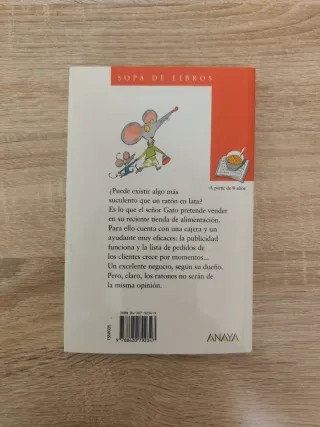 SOPA DE LIBROS
A partir de 8 años
¿Puede existir algo más
suculento que un ratón en lata?
Es lo que el señor Gato pretende vender
en su reciente tienda de alimentación.
Para ello cuenta con una cajera y un
ayudante muy eficaces: la publicidad
funciona y la lista de pedidos de
los clientes crece por momentos...
Un excelente negocio, según su dueño.
Pero, claro, los ratones no serán de
la misma opinión.
ANAYA